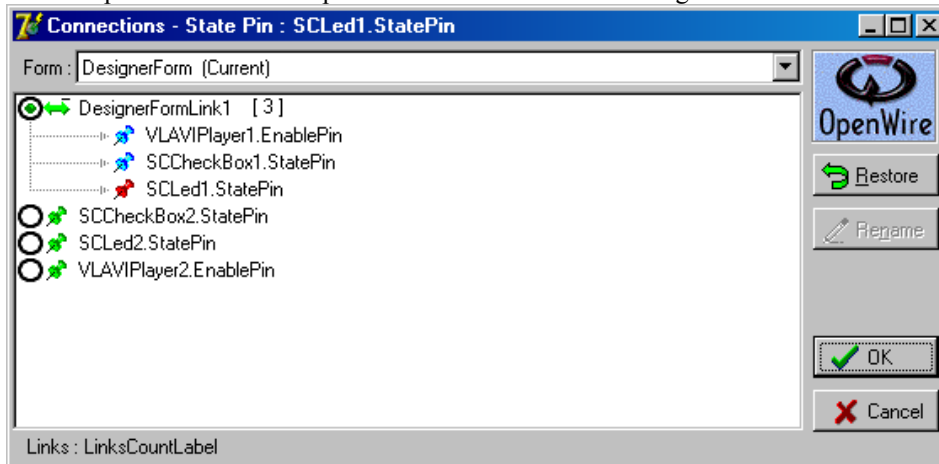 Connections - State Pin : SCLed1.StatePin
Form : DesignerForm (Current)
DesignerFormLink1 [ 3 ]
VLAVIPlayer1.EnablePin
SCCheckBox1.StatePin
SCLed1.StatePin
SCCheckBox2.StatePin
SCLed2.StatePin
VLAVIPlayer2.EnablePin
OpenWire
Restore
Rename
OK
Cancel
Links : LinksCountLabel